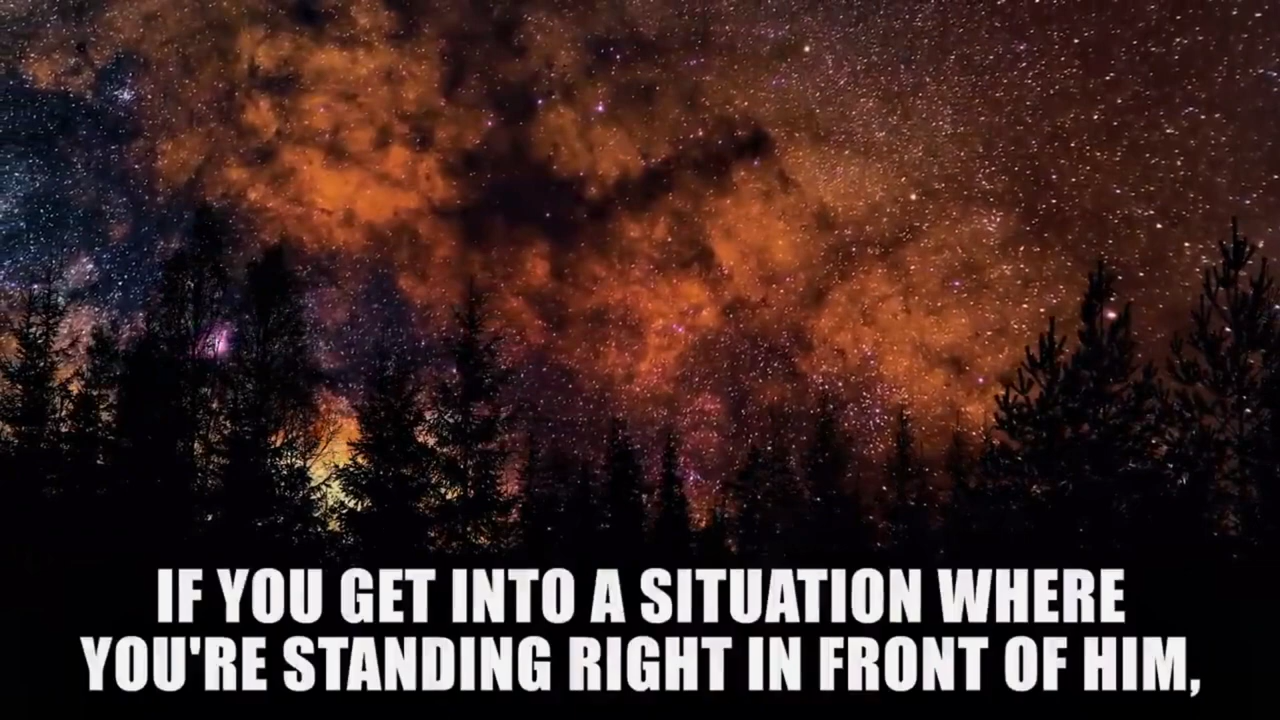 IF YOU GET INTO A SITUATION WHERE
YOU'RE STANDING RIGHT IN FRONT OF HIM,